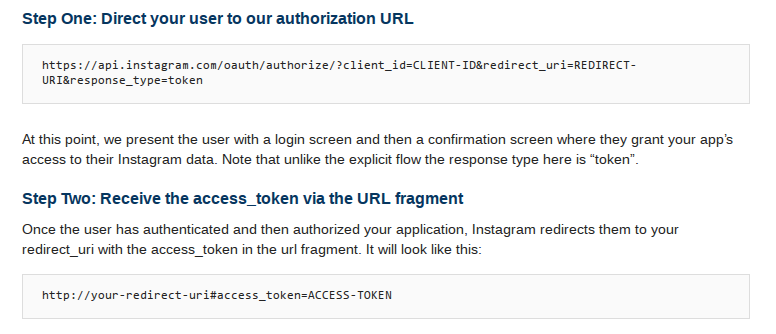 Step One: Direct your user to our authorization URL
https://api.instagram.com/oauth/authorize/?client_id=CLIENT-ID&redirect_uri=REDIRECT-
URI&response_type=token
At this point, we present the user with a login screen and then a confirmation screen where they grant your app’s
access to their Instagram data. Note that unlike the explicit flow the response type here is “token”.
Step Two: Receive the access_token via the URL fragment
Once the user has authenticated and then authorized your application, Instagram redirects them to your
redirect_uri with the access_token in the url fragment. It will look like this:
http://your-redirect-uri#access_token=ACCESS-TOKEN